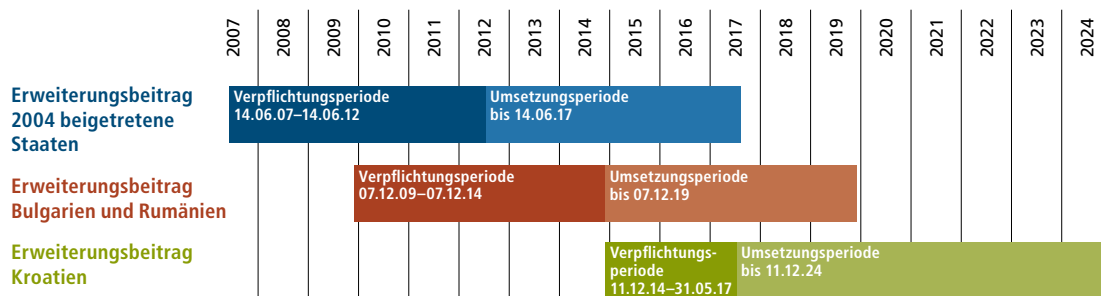 2007
2008
2009
2010
2011
2012
2013
2014
2015
2016
2017
2018
2019
2020
2021
2022
2023
2024
Erweiterungsbeitrag
2004 beigetretene
Staaten
Verpflichtungsperiode
14.06.07–14.06.12
Umsetzungsperiode
bis 14.06.17
Erweiterungsbeitrag
Bulgarien und Rumänien
Verpflichtungsperiode
07.12.09–07.12.14
Umsetzungsperiode
bis 07.12.19
Erweiterungsbeitrag
Kroatien
Verpflichtungs-
periode
11.12.14–31.05.17
Umsetzungsperiode
bis 11.12.24